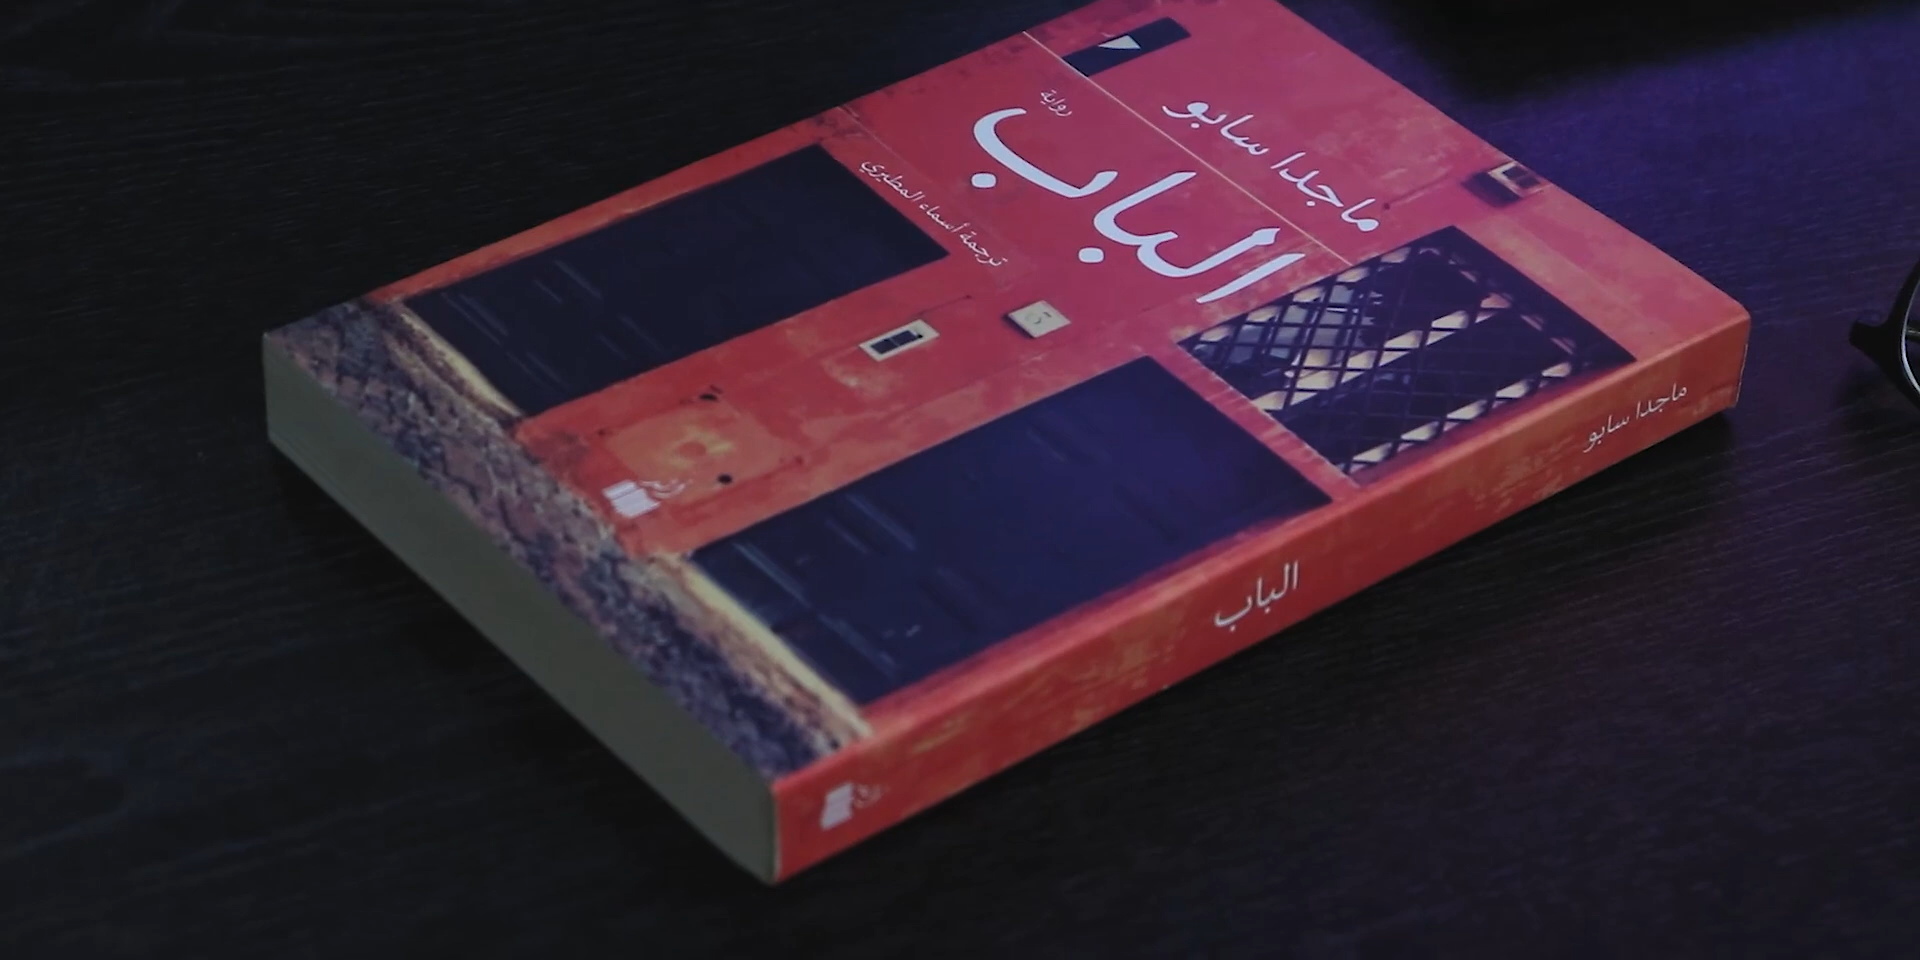 ماجدا سابو
رواية
الباب
ترجمة أسماء المطيري
ماجدا سابو
الباب